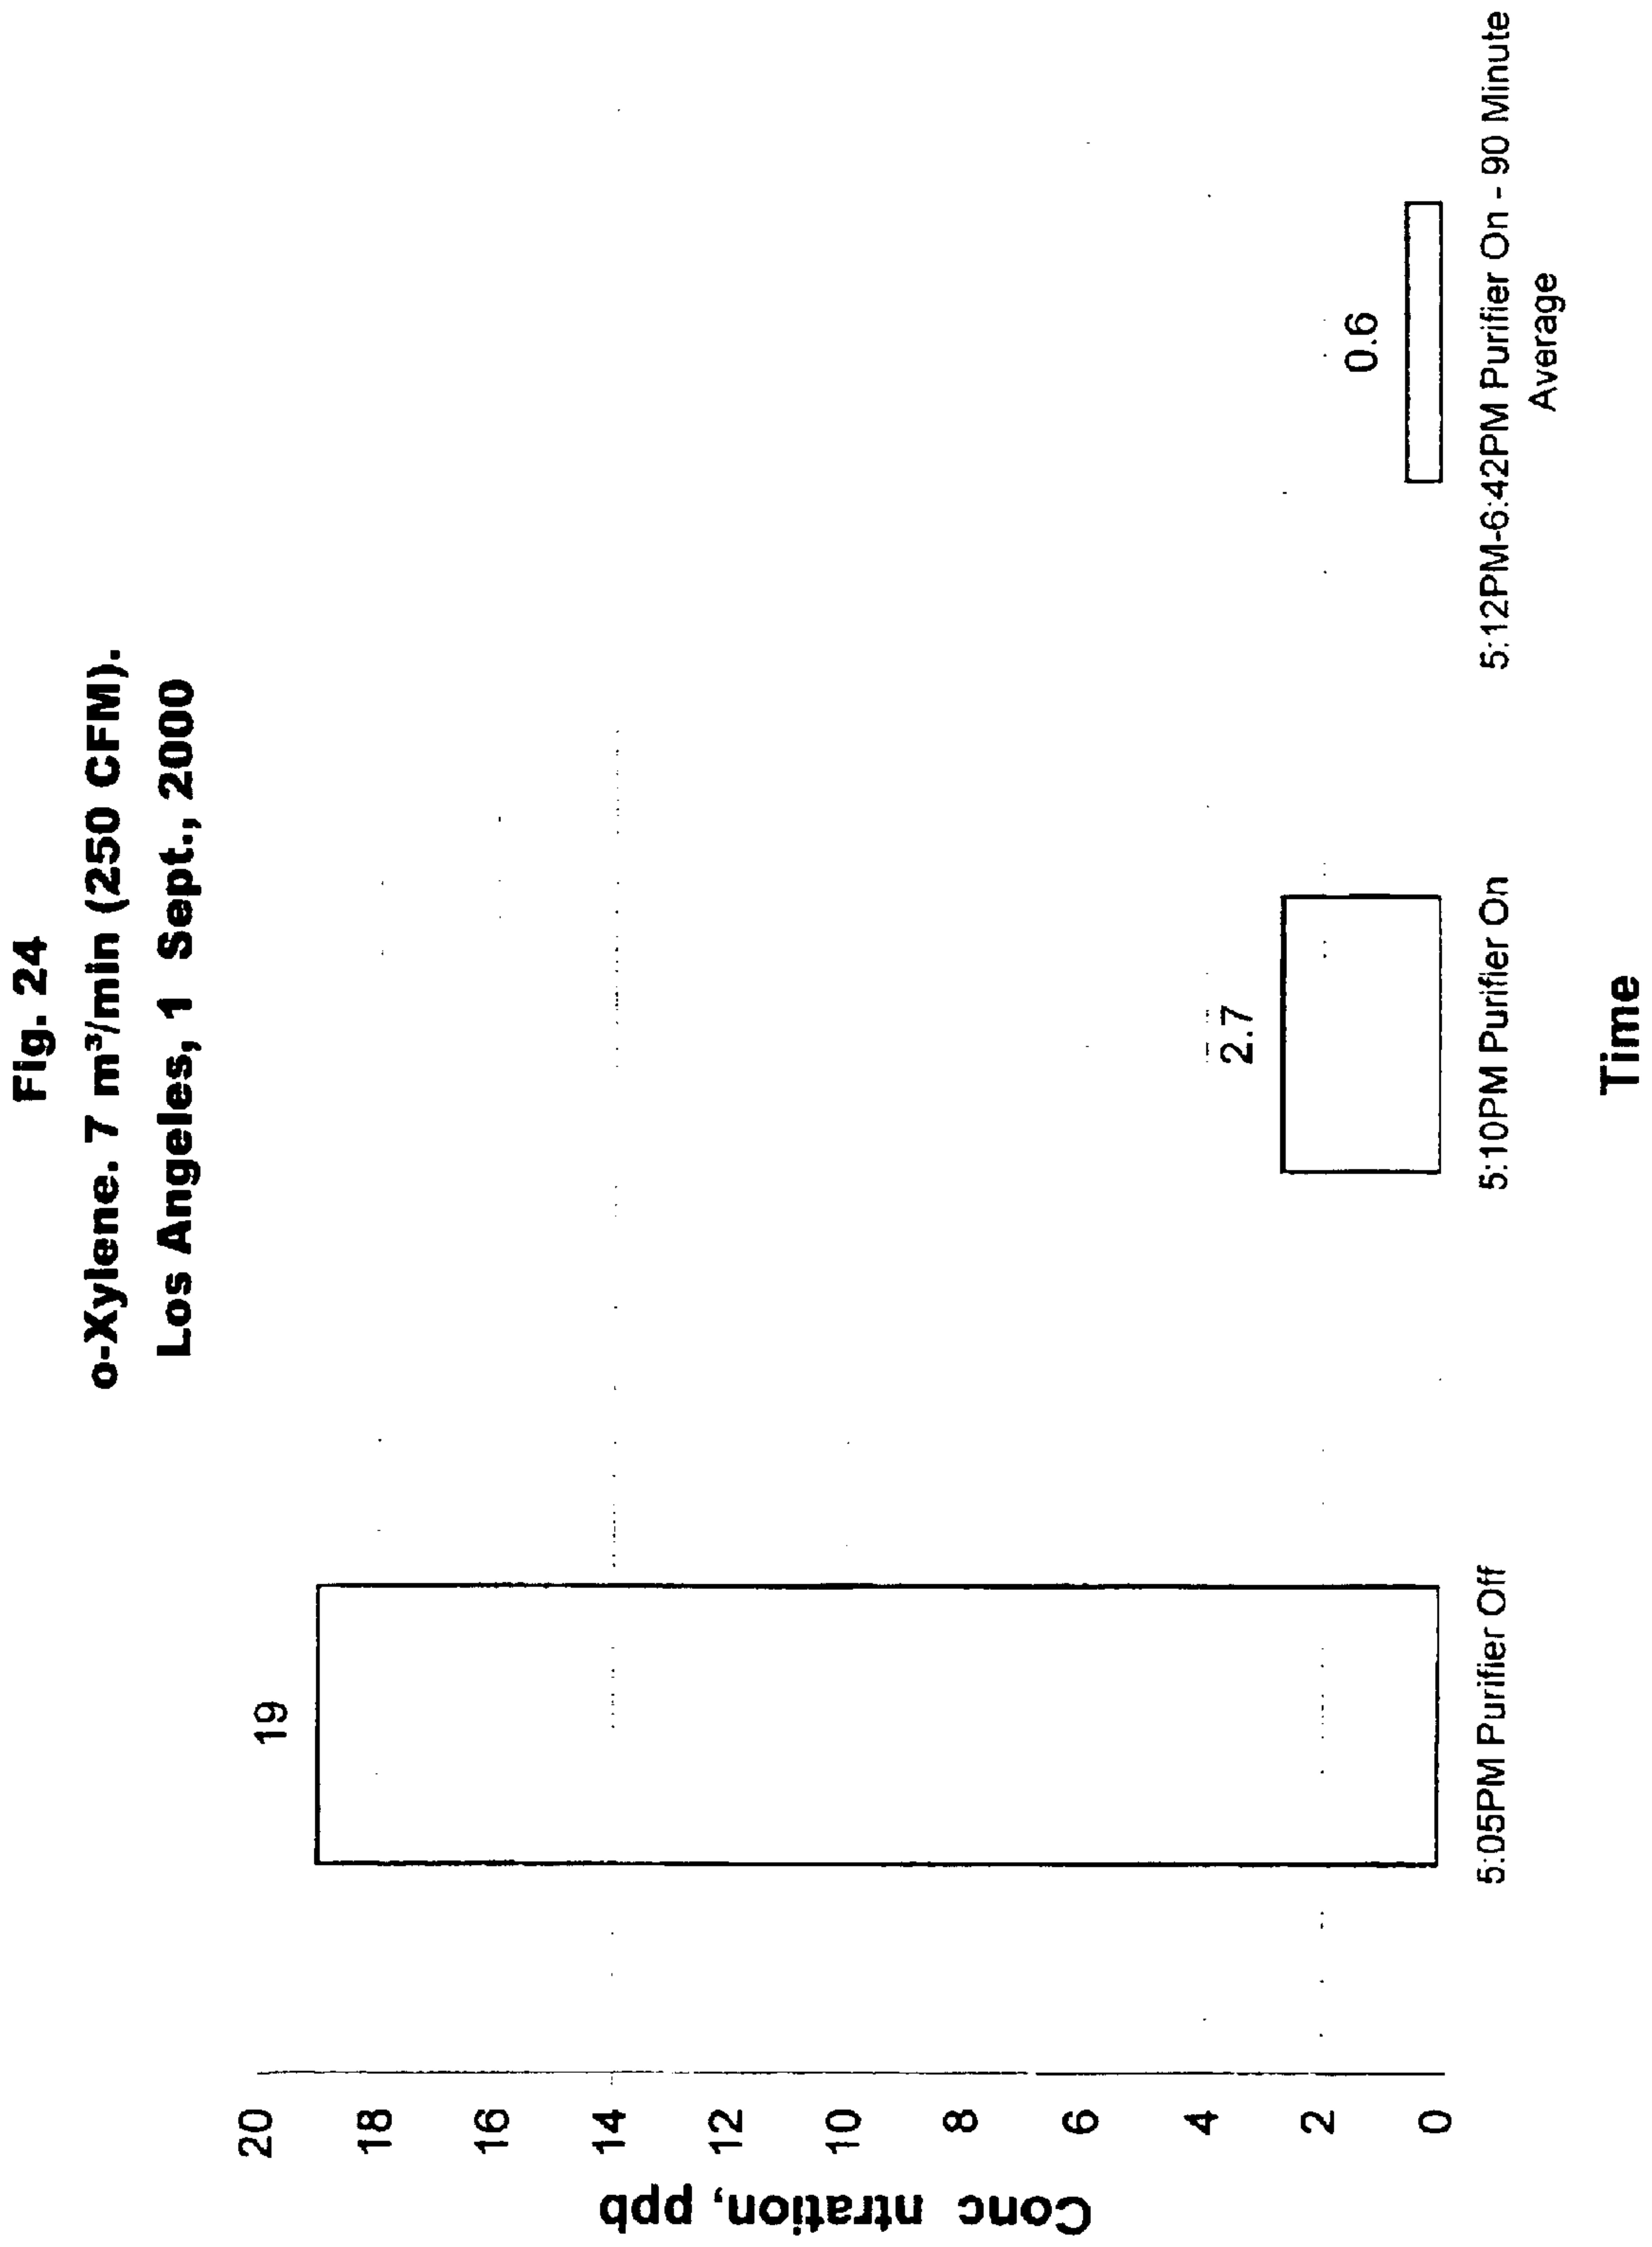 Fig. 24
o-Xylene. 7 m³/min (250 CFM).
Los Angeles, 1 Sept., 2000
Conc ntration, ppb
20
18
16
14
12
10
8
6
4
2
0
19
2.7
0.6
5:05PM Purifier Off
5:10PM Purifier On
5:12PM-6:42PM Purifier On - 90 Minute
Average
Time